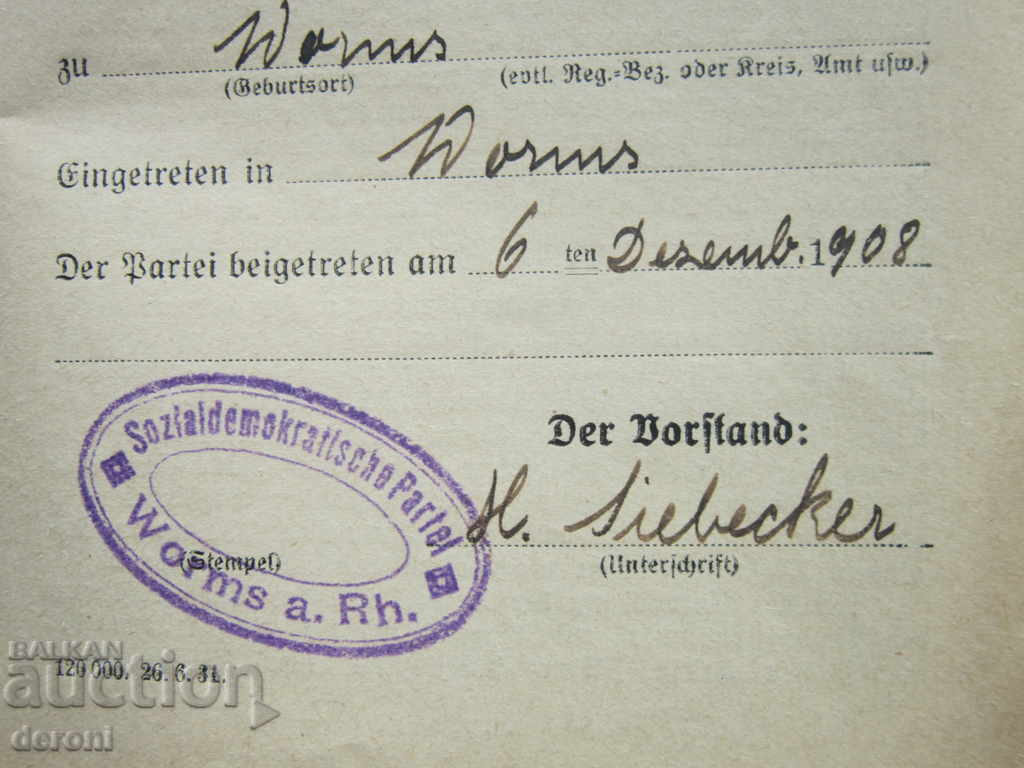 zu Worms
(Geburtsort) (evtl. Reg.=Bez. oder Kreis, Amt usw.)
Eingetreten in Worms
Der Partei beigetreten am 6 ten Dezemb. 1908
Der Vorstand:
Sozialdemokratische Partei
Worms a. Rh.
H. Siebecker
(Stempel) (Unterschrift)
120 000. 26. 6. 31.
BALKAN
auction
deroni